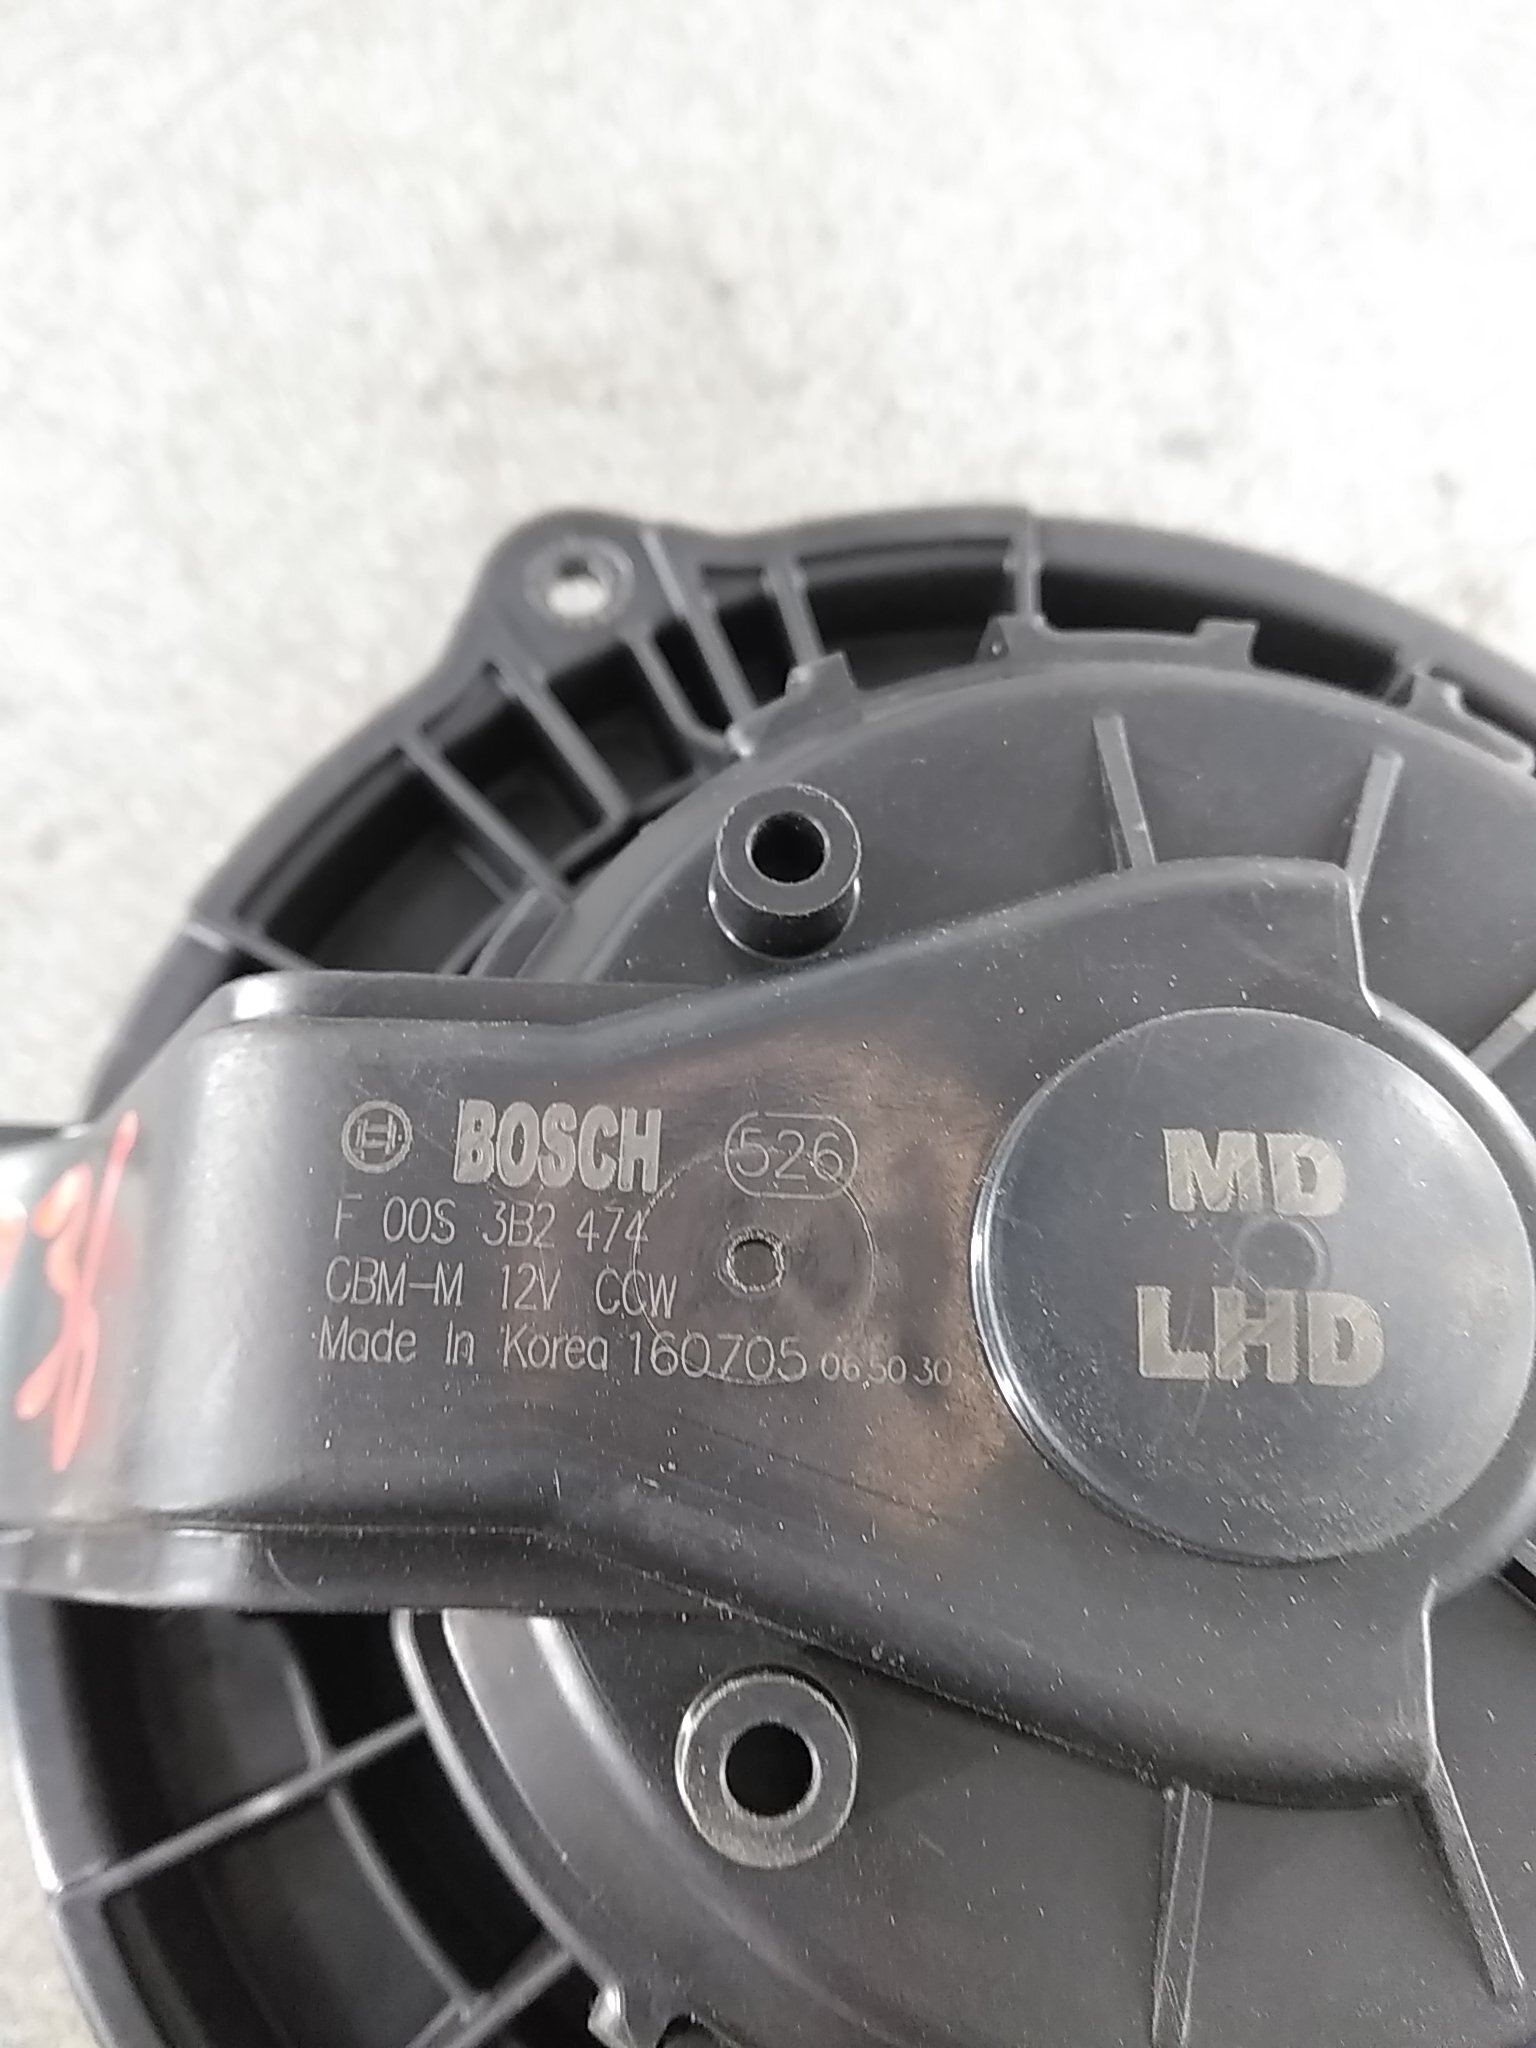 BOSCH 526
F 00S 3B2 474
CBM-M 12V CCW
Made In Korea 160705 06 50 30
MD
LHD